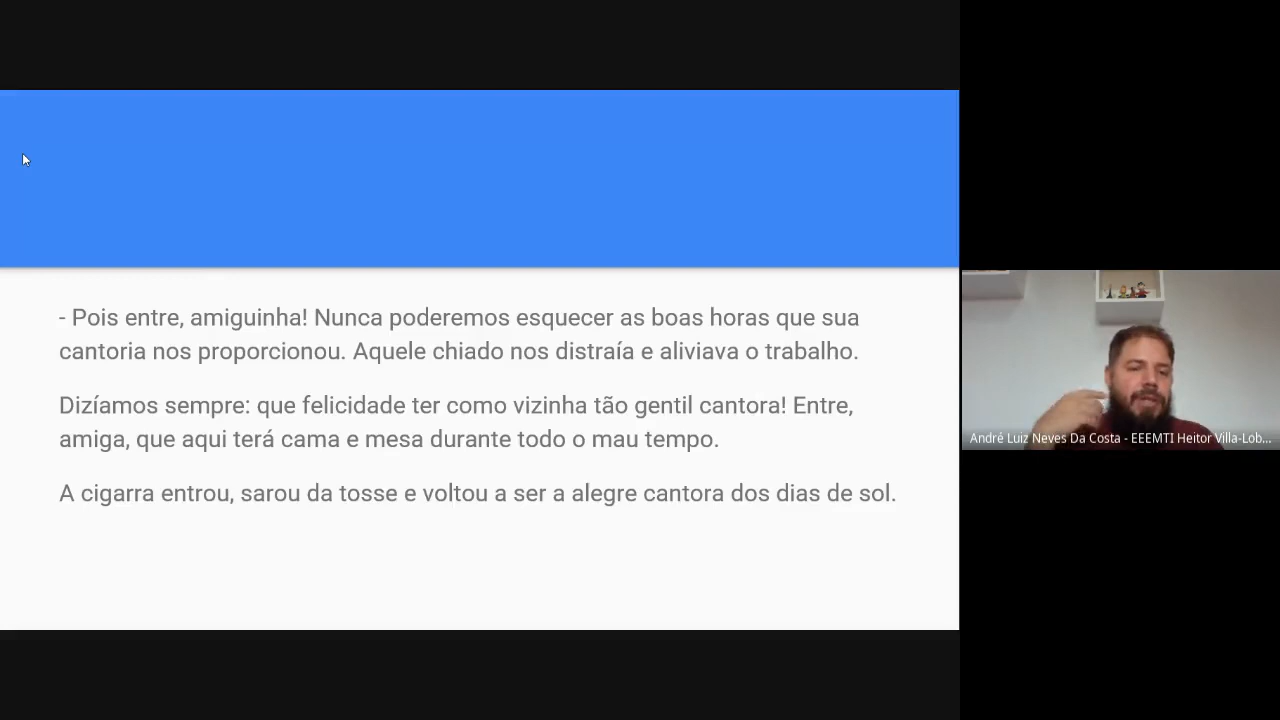 - Pois entre, amiguinha! Nunca poderemos esquecer as boas horas que sua
cantoria nos proporcionou. Aquele chiado nos distraía e aliviava o trabalho.
Dizíamos sempre: que felicidade ter como vizinha tão gentil cantora! Entre,
amiga, que aqui terá cama e mesa durante todo o mau tempo.
A cigarra entrou, sarou da tosse e voltou a ser a alegre cantora dos dias de sol.
André Luiz Neves Da Costa - EEEMTI Heitor Villa-Lob...